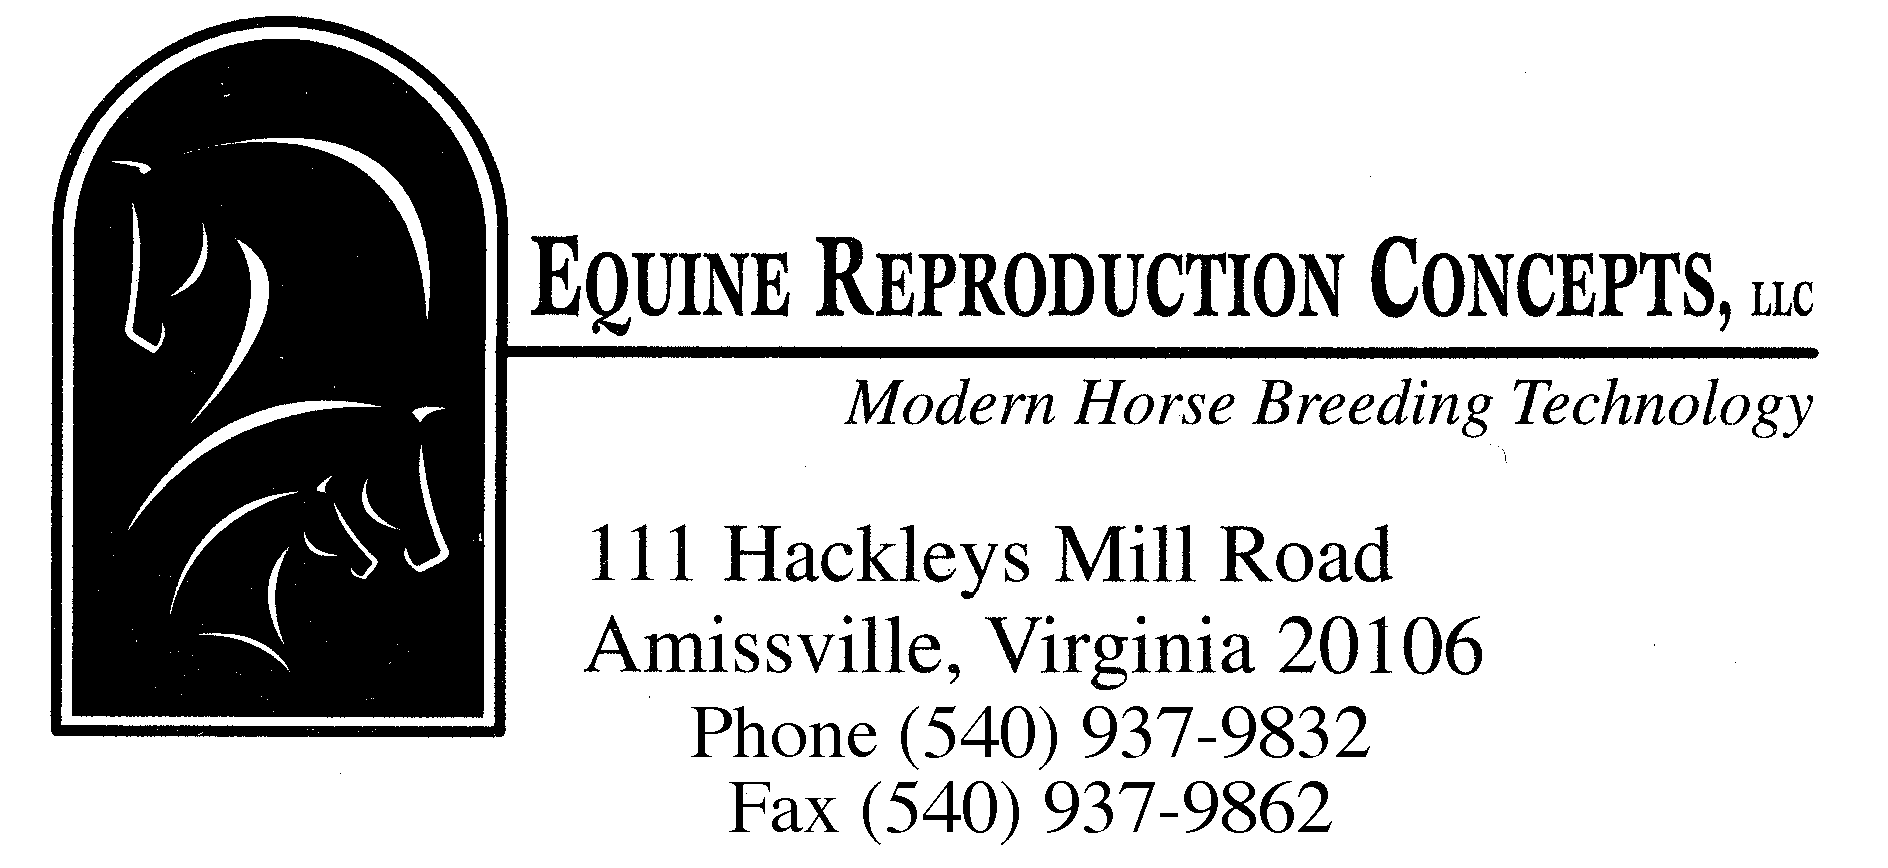 EQUINE REPRODUCTION CONCEPTS, LLC
Modern Horse Breeding Technology
111 Hackleys Mill Road
Amissville, Virginia 20106
Phone (540) 937-9832
Fax (540) 937-9862